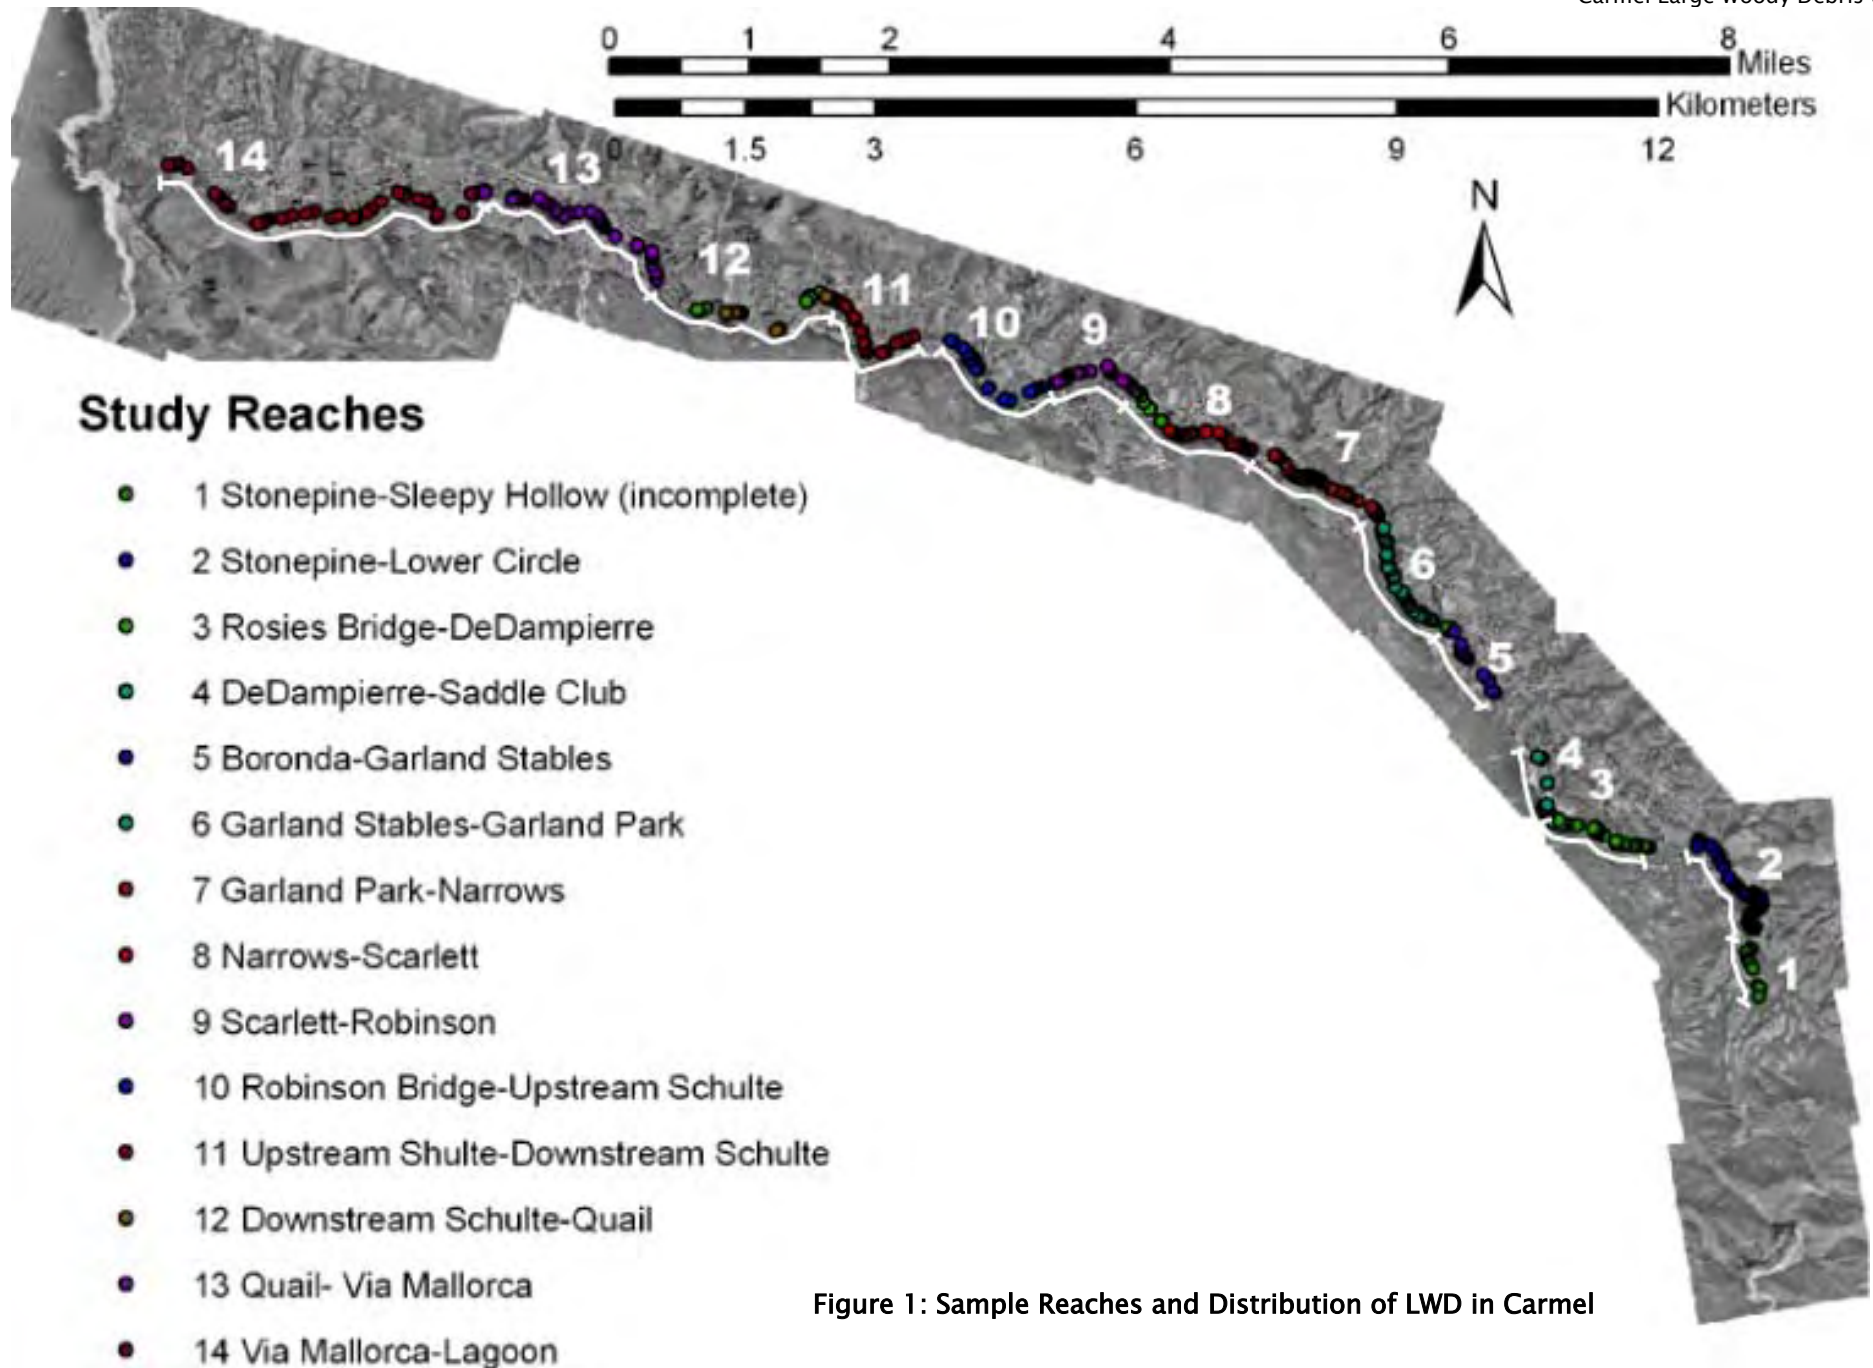 Carmel Large Woody Debris
0 1 2 4 6 8
Miles
Kilometers
0 1.5 3 6 9 12
N
14
13
12
11
10
9
8
7
6
5
4
3
2
1
Study Reaches
1 Stonepine-Sleepy Hollow (incomplete)
2 Stonepine-Lower Circle
3 Rosies Bridge-DeDampierre
4 DeDampierre-Saddle Club
5 Boronda-Garland Stables
6 Garland Stables-Garland Park
7 Garland Park-Narrows
8 Narrows-Scarlett
9 Scarlett-Robinson
10 Robinson Bridge-Upstream Schulte
11 Upstream Shulte-Downstream Schulte
12 Downstream Schulte-Quail
13 Quail- Via Mallorca
14 Via Mallorca-Lagoon
Figure 1: Sample Reaches and Distribution of LWD in Carmel